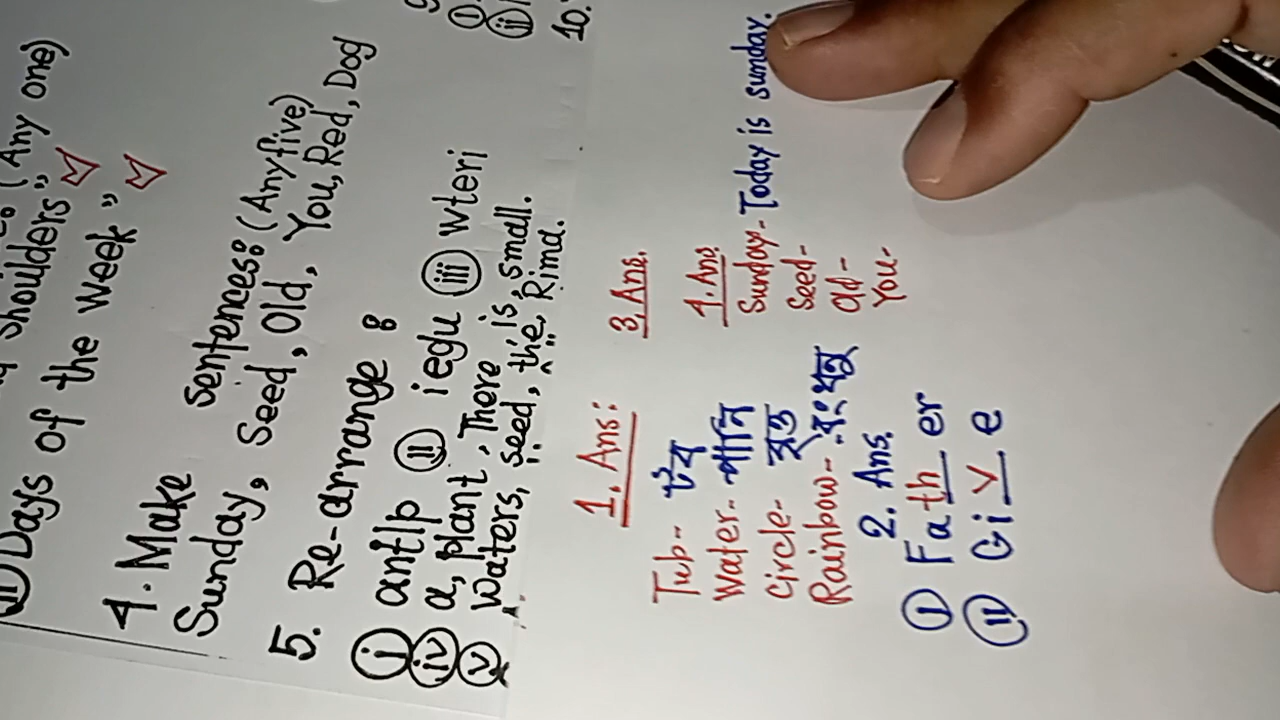 (Any one)
Shoulders"
(ii) Days of the week"
4. Make sentences: (Any five)
Sunday, Seed, Old, You, Red, Dog
5. Re-arrange :
(i) antlp (ii) iegu (iii) wteri
(iv) a, plant, There is, small.
(v) Waters, seed, the, Rima.
10.
1. Ans:
Tub- টব
Water- পানি
Circle- বৃত্ত
Rainbow- রংধনু
2. Ans.
(i) Father
(ii) Give
3. Ans.
4. Ans.
Sunday- Today is sunday.
Seed-
Old-
You-